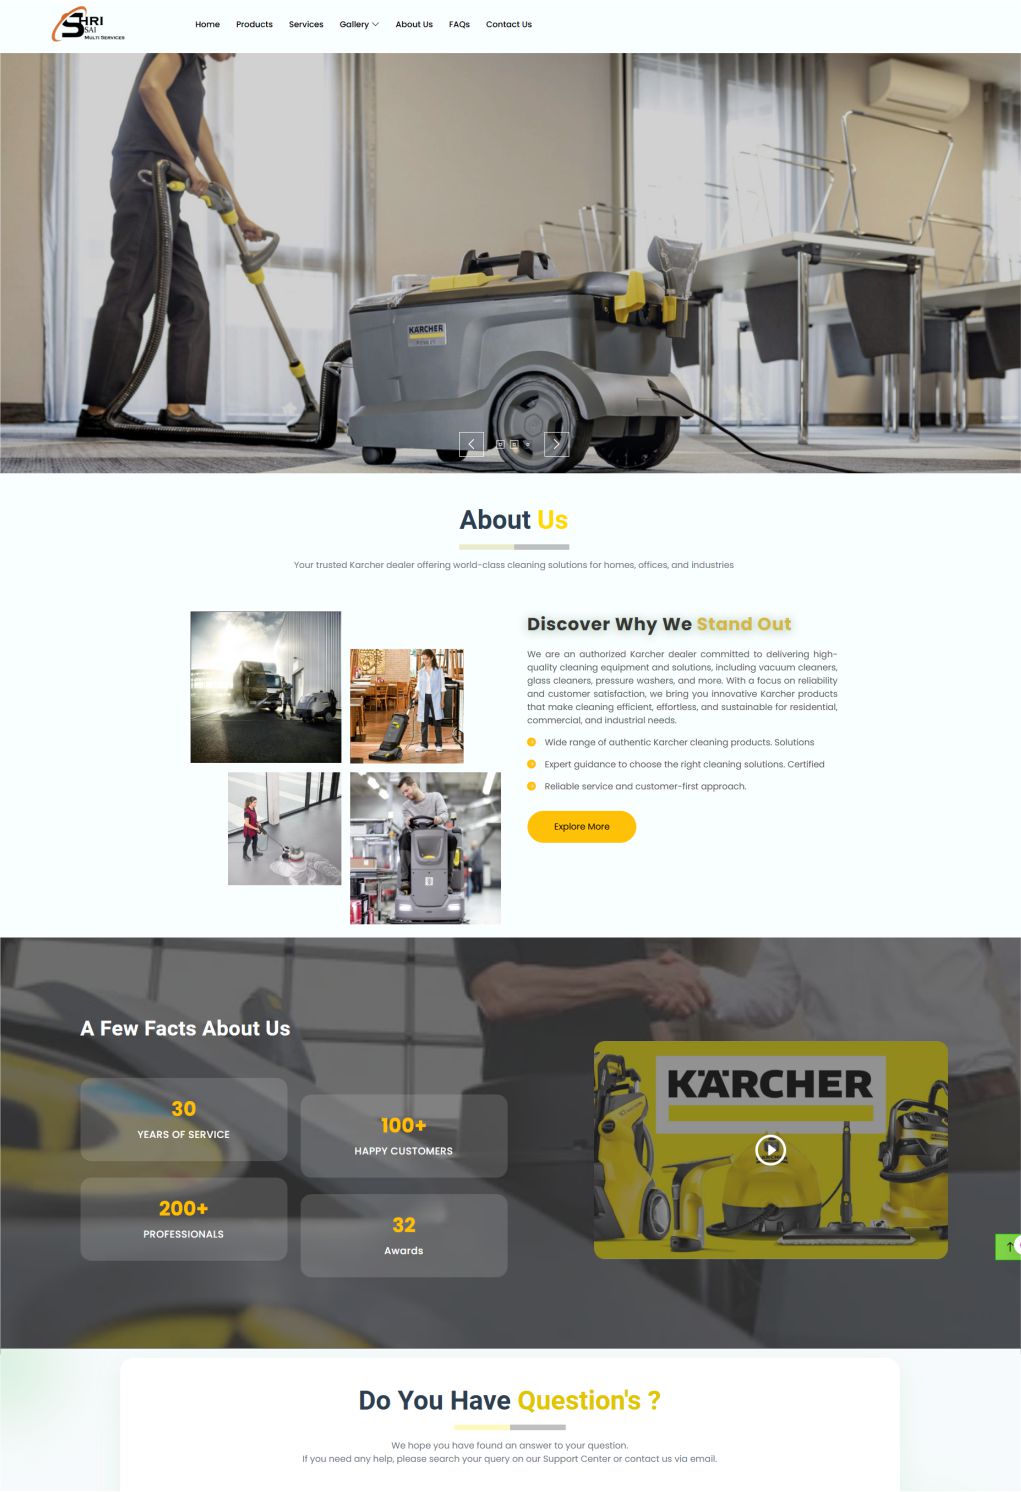 SHRI
SAI
MULTI SERVICES
Home Products Services Gallery About Us FAQs Contact Us
KÄRCHER
About Us
Your trusted Karcher dealer offering world-class cleaning solutions for homes, offices, and industries
Discover Why We Stand Out
We are an authorized Karcher dealer committed to delivering high-
quality cleaning equipment and solutions, including vacuum cleaners,
glass cleaners, pressure washers, and more. With a focus on reliability
and customer satisfaction, we bring you innovative Karcher products
that make cleaning efficient, effortless, and sustainable for residential,
commercial, and industrial needs.
Wide range of authentic Karcher cleaning products. Solutions
Expert guidance to choose the right cleaning solutions. Certified
Reliable service and customer-first approach.
Explore More
A Few Facts About Us
30
YEARS OF SERVICE
100+
HAPPY CUSTOMERS
200+
PROFESSIONALS
32
Awards
KÄRCHER
Do You Have Question's ?
We hope you have found an answer to your question.
If you need any help, please search your query on our Support Center or contact us via email.